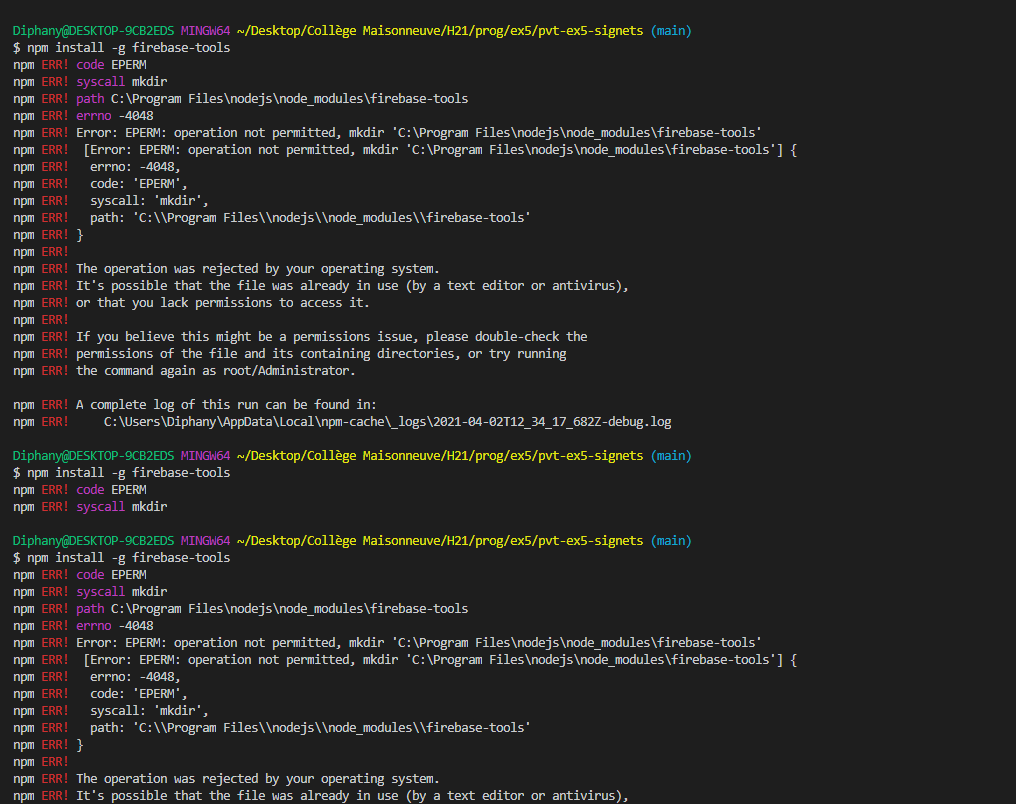 Diphany@DESKTOP-9CB2EDS MINGW64 ~/Desktop/Collège Maisonneuve/H21/prog/ex5/pvt-ex5-signets (main)
$ npm install -g firebase-tools
npm ERR! code EPERM
npm ERR! syscall mkdir
npm ERR! path C:\Program Files\nodejs\node_modules\firebase-tools
npm ERR! errno -4048
npm ERR! Error: EPERM: operation not permitted, mkdir 'C:\Program Files\nodejs\node_modules\firebase-tools'
npm ERR!  [Error: EPERM: operation not permitted, mkdir 'C:\Program Files\nodejs\node_modules\firebase-tools'] {
npm ERR!   errno: -4048,
npm ERR!   code: 'EPERM',
npm ERR!   syscall: 'mkdir',
npm ERR!   path: 'C:\\Program Files\\nodejs\\node_modules\\firebase-tools'
npm ERR! }
npm ERR!
npm ERR! The operation was rejected by your operating system.
npm ERR! It's possible that the file was already in use (by a text editor or antivirus),
npm ERR! or that you lack permissions to access it.
npm ERR!
npm ERR! If you believe this might be a permissions issue, please double-check the
npm ERR! permissions of the file and its containing directories, or try running
npm ERR! the command again as root/Administrator.
npm ERR! A complete log of this run can be found in:
npm ERR!     C:\Users\Diphany\AppData\Local\npm-cache\_logs\2021-04-02T12_34_17_682Z-debug.log
Diphany@DESKTOP-9CB2EDS MINGW64 ~/Desktop/Collège Maisonneuve/H21/prog/ex5/pvt-ex5-signets (main)
$ npm install -g firebase-tools
npm ERR! code EPERM
npm ERR! syscall mkdir
Diphany@DESKTOP-9CB2EDS MINGW64 ~/Desktop/Collège Maisonneuve/H21/prog/ex5/pvt-ex5-signets (main)
$ npm install -g firebase-tools
npm ERR! code EPERM
npm ERR! syscall mkdir
npm ERR! path C:\Program Files\nodejs\node_modules\firebase-tools
npm ERR! errno -4048
npm ERR! Error: EPERM: operation not permitted, mkdir 'C:\Program Files\nodejs\node_modules\firebase-tools'
npm ERR!  [Error: EPERM: operation not permitted, mkdir 'C:\Program Files\nodejs\node_modules\firebase-tools'] {
npm ERR!   errno: -4048,
npm ERR!   code: 'EPERM',
npm ERR!   syscall: 'mkdir',
npm ERR!   path: 'C:\\Program Files\\nodejs\\node_modules\\firebase-tools'
npm ERR! }
npm ERR!
npm ERR! The operation was rejected by your operating system.
npm ERR! It's possible that the file was already in use (by a text editor or antivirus),